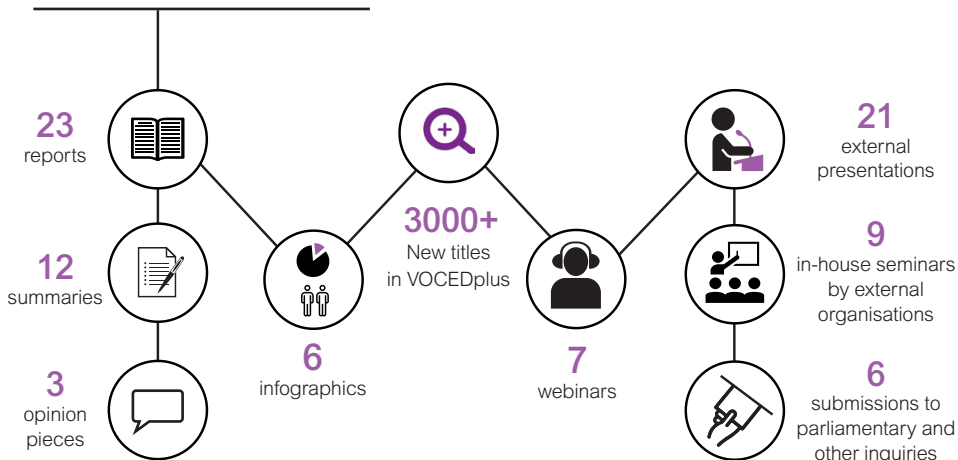 23
reports
12
summaries
3
opinion
pieces
6
infographics
3000+
New titles
in VOCEDplus
7
webinars
21
external
presentations
9
in-house seminars
by external
organisations
6
submissions to
parliamentary and
other inquiries